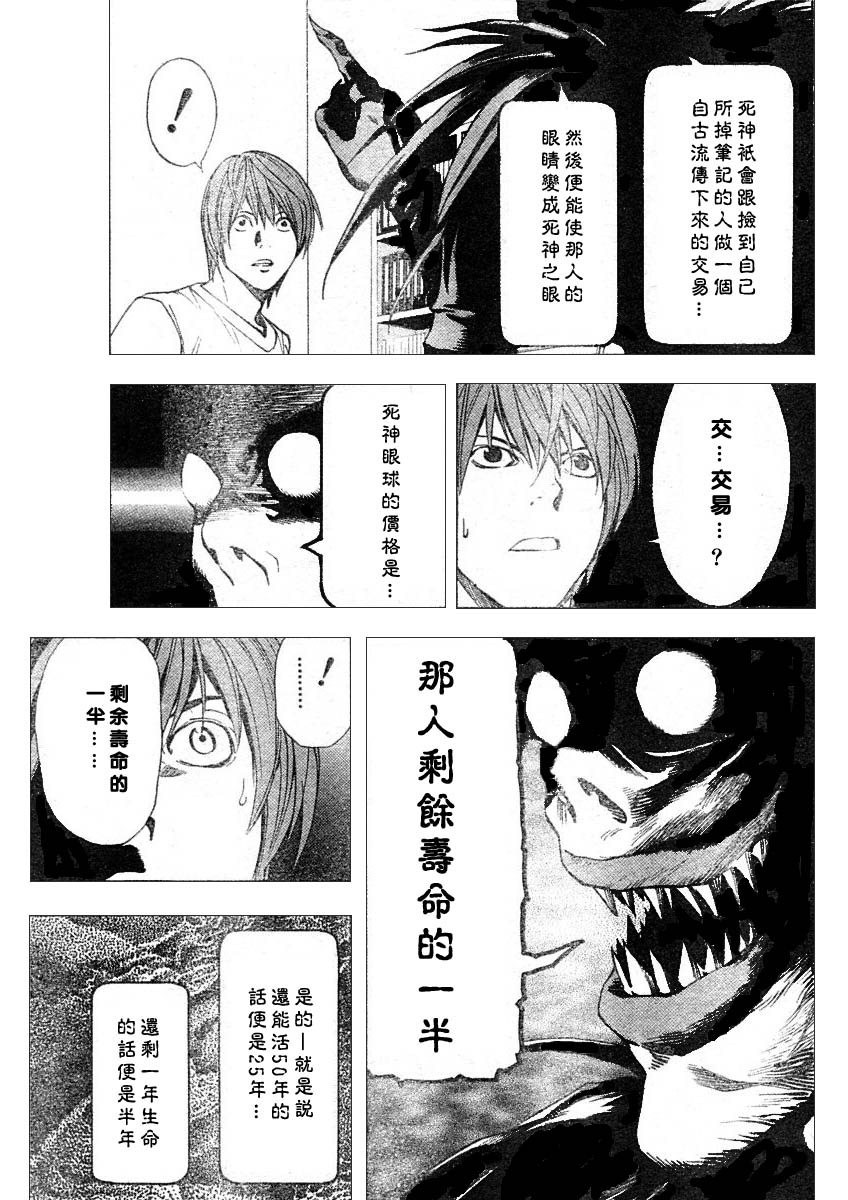 死神祇會跟撿到自己
所掉筆記的人做一個
自古流傳下來的交易…
然後便能使那人的
眼睛變成死神之眼
！
交…交易…？
死神眼球的價格是…
那人剩餘壽命的一半
！…………
剩余壽命的
一半……
是的—就是說
還能活50年的
話便是25年…
還剩一年生命
的話便是半年